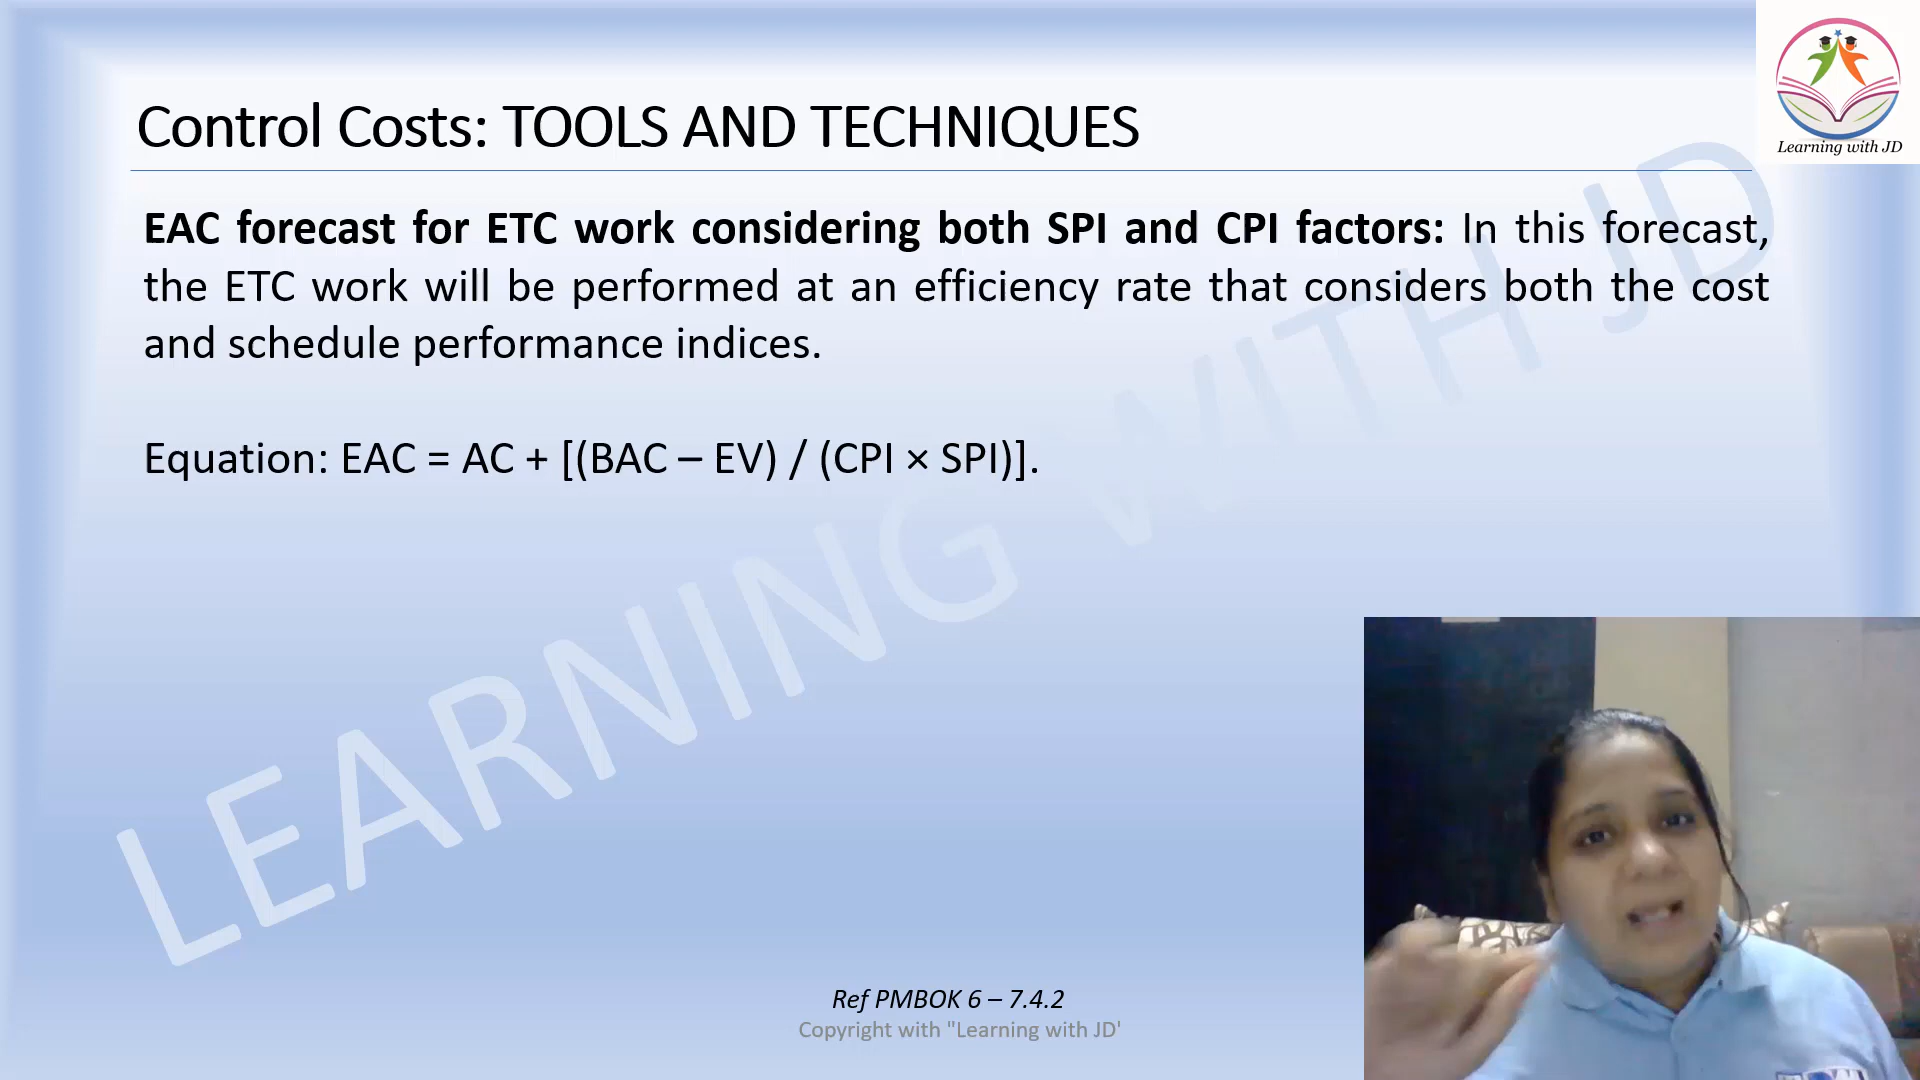 Control Costs: TOOLS AND TECHNIQUES
Learning with JD
EAC forecast for ETC work considering both SPI and CPI factors: In this forecast,
the ETC work will be performed at an efficiency rate that considers both the cost
and schedule performance indices.
Equation: EAC = AC + [(BAC – EV) / (CPI × SPI)].
LEARNING WITH JD
Ref PMBOK 6 – 7.4.2
Copyright with "Learning with JD'